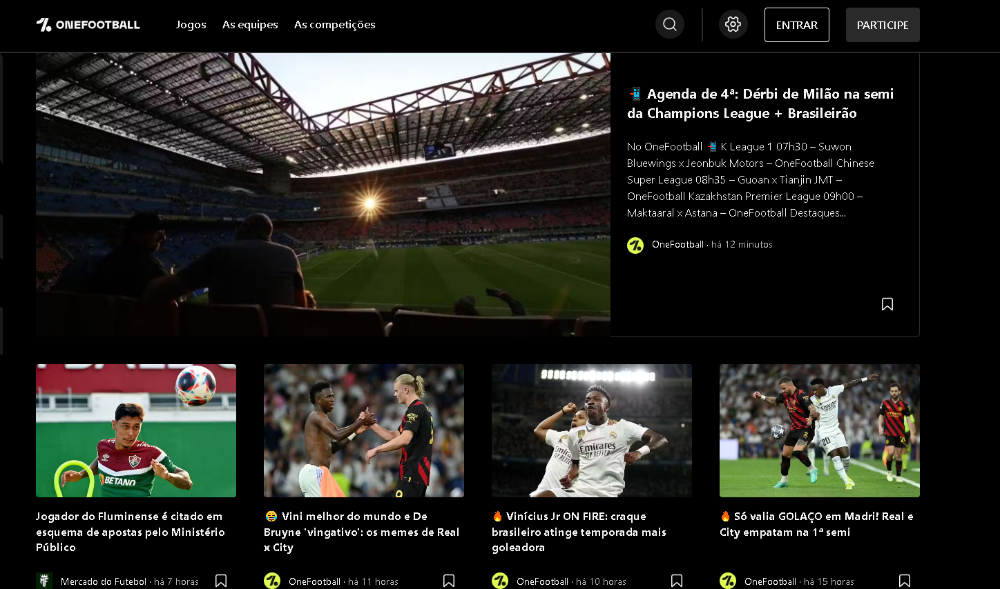 ONEFOOTBALL
Jogos As equipes As competições
ENTRAR
PARTICIPE
📲 Agenda de 4ª: Dérbi de Milão na semi
da Champions League + Brasileirão
No OneFootball 📲 K League 1 07h30 – Suwon
Bluewings x Jeonbuk Motors – OneFootball Chinese
Super League 08h35 – Guoan x Tianjin JMT –
OneFootball Kazakhstan Premier League 09h00 –
Maktaaral x Astana – OneFootball Destaques...
OneFootball · há 12 minutos
BETANO
Emirates
FLY BETTER
20
Jogador do Fluminense é citado em
esquema de apostas pelo Ministério
Público
Mercado do Futebol · há 7 horas
😂 Vini melhor do mundo e De
Bruyne 'vingativo': os memes de Real
x City
OneFootball · há 11 horas
🔥 Vinícius Jr ON FIRE: craque
brasileiro atinge temporada mais
goleadora
OneFootball · há 10 horas
🔥 Só valia GOLAÇO em Madri! Real e
City empatam na 1ª semi
OneFootball · há 15 horas